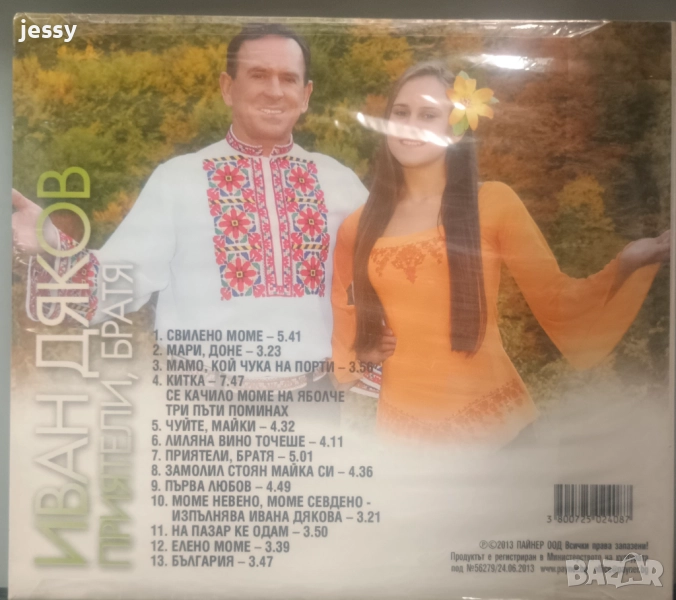 jessy
ИВАН ДЯКОВ
ПРИЯТЕЛИ, БРАТЯ
1. СВИЛЕНО МОМЕ – 5.41
2. МАРИ, ДОНЕ – 3.23
3. МАМО, КОЙ ЧУКА НА ПОРТИ – 3.56
4. КИТКА – 7.47
СЕ КАЧИЛО МОМЕ НА ЯБОЛЧЕ
ТРИ ПЪТИ ПОМИНАХ
5. ЧУЙТЕ, МАЙКИ – 4.32
6. ЛИЛЯНА ВИНО ТОЧЕШЕ – 4.11
7. ПРИЯТЕЛИ, БРАТЯ – 5.01
8. ЗАМОЛИЛ СТОЯН МАЙКА СИ – 4.36
9. ПЪРВА ЛЮБОВ – 4.49
10. МОМЕ НЕВЕНО, МОМЕ СЕВДЕНО -
ИЗПЪЛНЯВА ИВАНА ДЯКОВА – 3.21
11. НА ПАЗАР КЕ ОДАМ – 3.50
12. ЕЛЕНО МОМЕ – 3.39
13. БЪЛГАРИЯ – 3.47
3 800725 024087
Ⓟ©2013 ПАЙНЕР ООД Всички права запазени!
Продуктът е регистриран в Министерството на
под №56279/24.06.2013
BAZAR